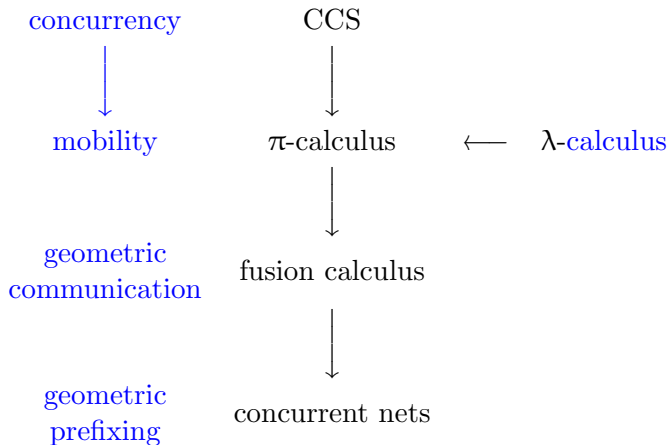 concurrency CCS
mobility π-calculus λ-calculus
geometric
communication
fusion calculus
geometric
prefixing
concurrent nets